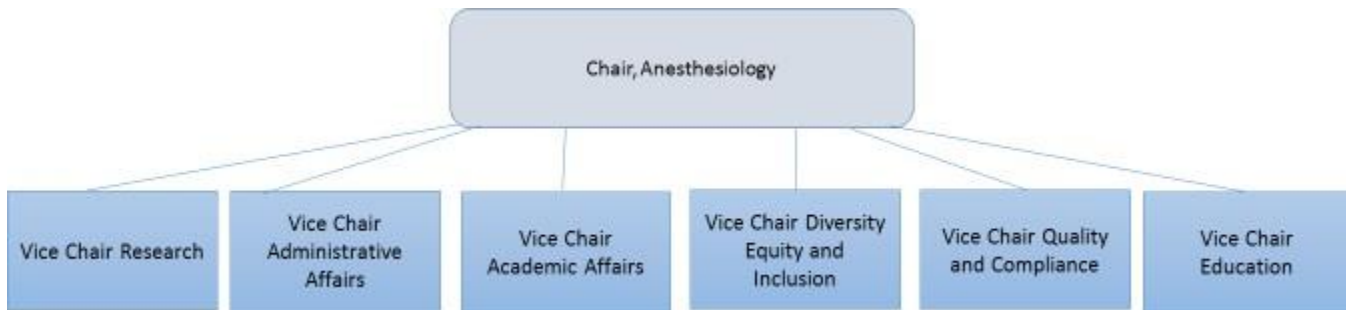 Chair, Anesthesiology
Vice Chair Research
Vice Chair
Administrative
Affairs
Vice Chair
Academic Affairs
Vice Chair Diversity
Equity and
Inclusion
Vice Chair Quality
and Compliance
Vice Chair
Education